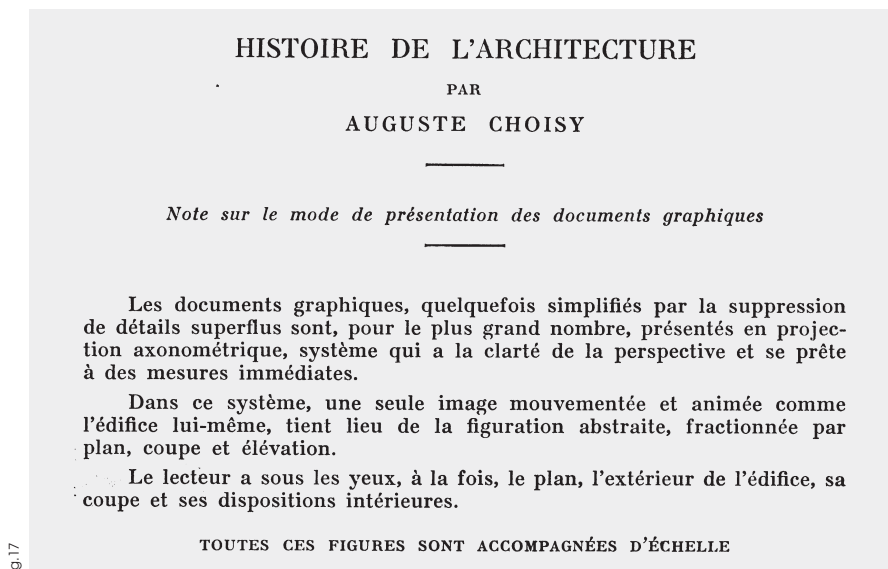 HISTOIRE DE L'ARCHITECTURE
PAR
AUGUSTE CHOISY
Note sur le mode de présentation des documents graphiques
Les documents graphiques, quelquefois simplifiés par la suppression
de détails superflus sont, pour le plus grand nombre, présentés en projec-
tion axonométrique, système qui a la clarté de la perspective et se prête
à des mesures immédiates.
Dans ce système, une seule image mouvementée et animée comme
l'édifice lui-même, tient lieu de la figuration abstraite, fractionnée par
plan, coupe et élévation.
Le lecteur a sous les yeux, à la fois, le plan, l'extérieur de l'édifice, sa
coupe et ses dispositions intérieures.
TOUTES CES FIGURES SONT ACCOMPAGNÉES D'ÉCHELLE
g.17